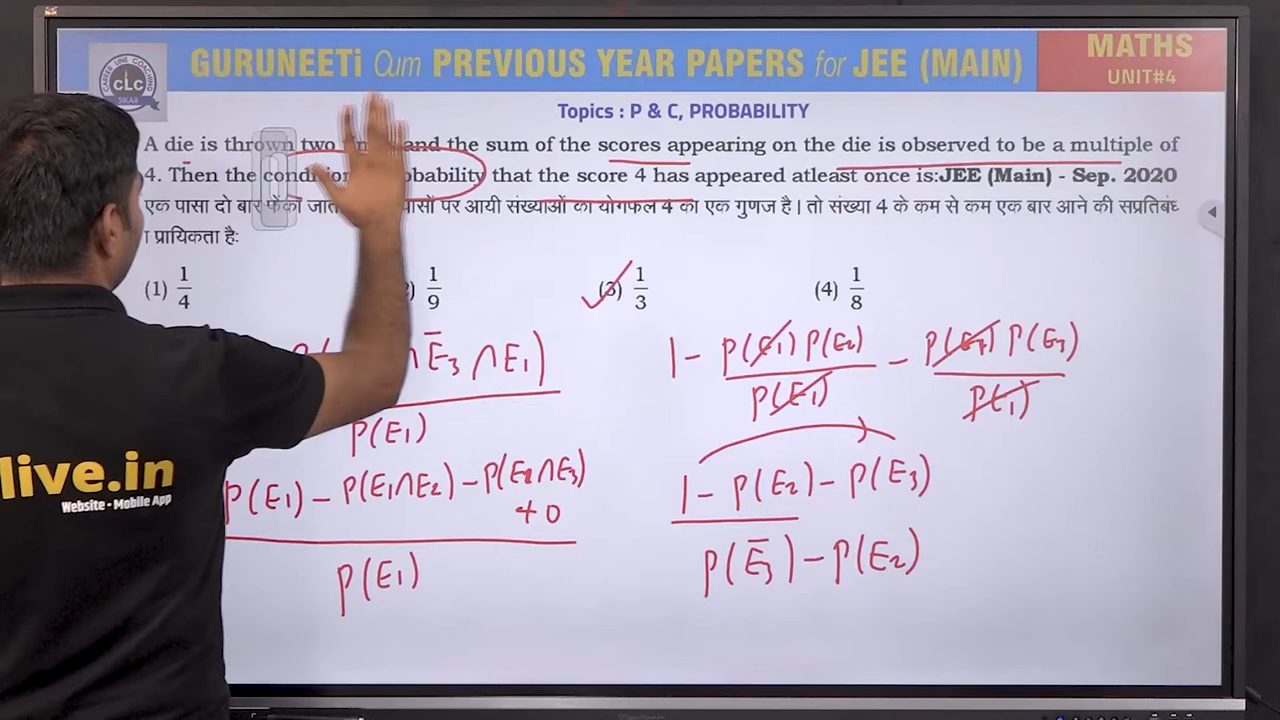 GURUNEETi Cum PREVIOUS YEAR PAPERS for JEE (MAIN)
MATHS
UNIT#4
CLC
SIKAR
Topics : P & C, PROBABILITY
A die is thrown two and the sum of the scores appearing on the die is observed to be a multiple of
4. Then the that the score 4 has appeared atleast once is:JEE (Main) - Sep. 2020
एक पासा दो बार फेंका पासों पर आयी संख्याओं का योगफल 4 का एक गुणज है। तो संख्या 4 के कम से कम एक बार आने की सप्रतिबंध
प्रायिकता है:
(1) 1/4 1/9 (3) 1/3 (4) 1/8
∩ E̅₃ ∩ E₁)
P(E₁)
1 - P(E₁) P(E₂) / P(E₁) - P(E₃) / P(E₁)
P(E₁) - P(E₁∩E₂) - P(E₂∩E₃)
+0
P(E₁)
1 - P(E₂) - P(E₃)
P(E̅₃) - P(E₂)
live.in
Website - Mobile App